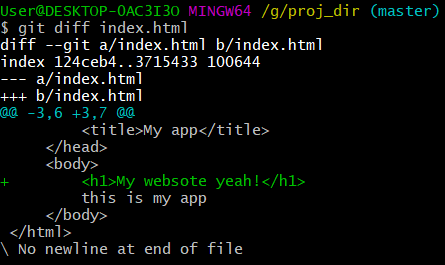 User@DESKTOP-OAC3I3O MINGW64 /g/proj_dir (master)
$ git diff index.html
diff --git a/index.html b/index.html
index 124ceb4..3715433 100644
--- a/index.html
+++ b/index.html
@@ -3,6 +3,7 @@
         <title>My app</title>
     </head>
     <body>
+        <h1>My websote yeah!</h1>
         this is my app
     </body>
 </html>
\ No newline at end of file